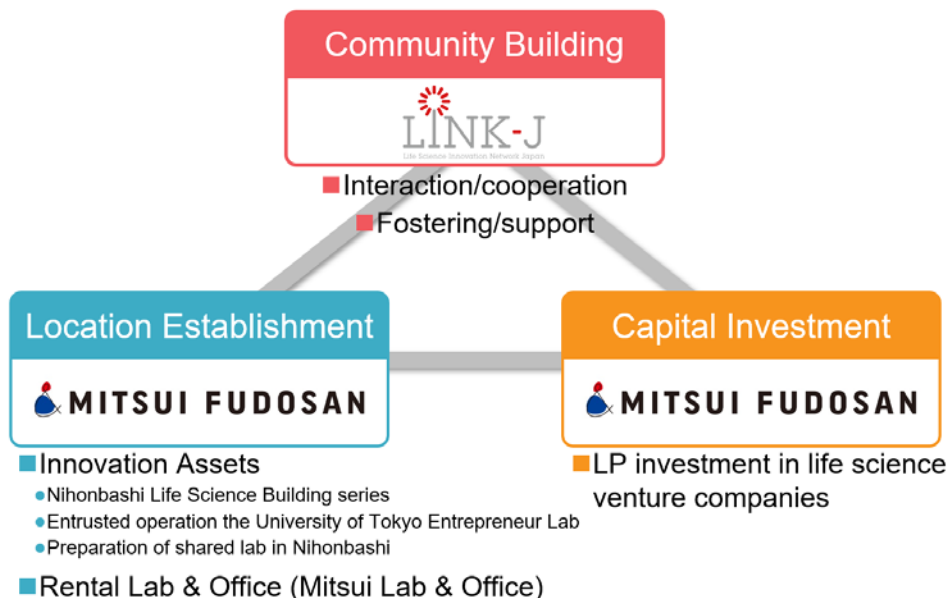 Community Building
LINK-J
Life Science Innovation Network Japan
■Interaction/cooperation
■Fostering/support
Location Establishment
MITSUI FUDOSAN
■Innovation Assets
●Nihonbashi Life Science Building series
●Entrusted operation the University of Tokyo Entrepreneur Lab
●Preparation of shared lab in Nihonbashi
■Rental Lab & Office (Mitsui Lab & Office)
Capital Investment
MITSUI FUDOSAN
■LP investment in life science
venture companies